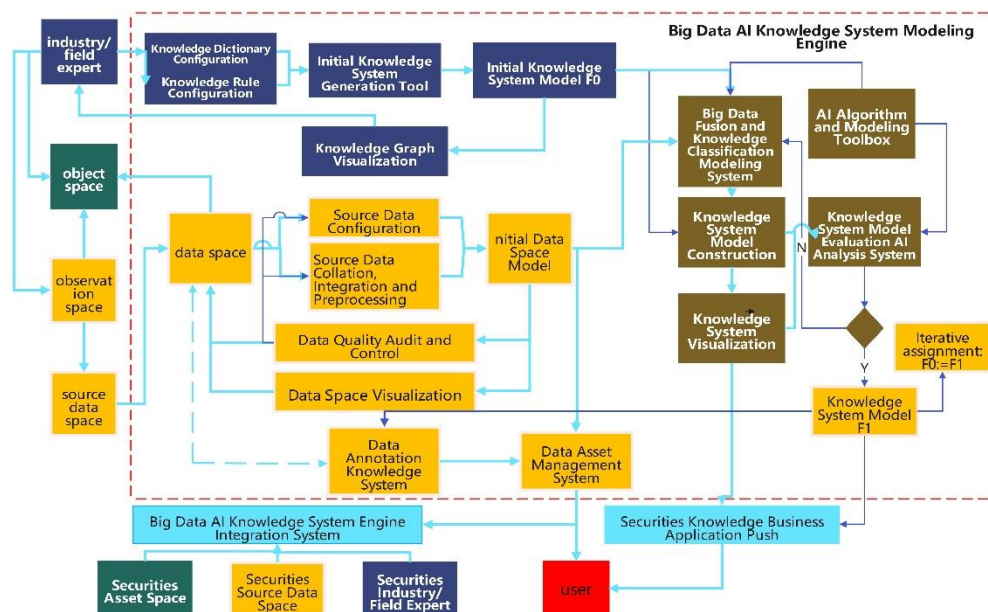 Big Data AI Knowledge System Modeling
Engine
industry/
field expert
Knowledge Dictionary
Configuration
Knowledge Rule
Configuration
Initial Knowledge
System
Generation Tool
Initial Knowledge
System Model F0
Knowledge Graph
Visualization
Big Data
Fusion and
Knowledge
Classification
Modeling
System
AI Algorithm
and Modeling
Toolbox
object
space
data space
Source Data
Configuration
Source Data
Collation,
Integration and
Preprocessing
nitial Data
Space
Model
Knowledge
System
Model
Construction
Knowledge
System Model
Evaluation AI
Analysis System
N
observat
ion space
Data Quality Audit and
Control
Knowledge
System
Visualization
Iterative
assignment:
F0:=F1
Y
source data
space
Data Space Visualization
Knowledge
System Model
F1
Data
Annotation
Knowledge
System
Data Asset
Management
System
Big Data AI Knowledge System Engine
Integration System
Securities Knowledge Business
Application Push
Securities
Asset Space
Securities
Source Data
Space
Securities
Industry/
Field Expert
user